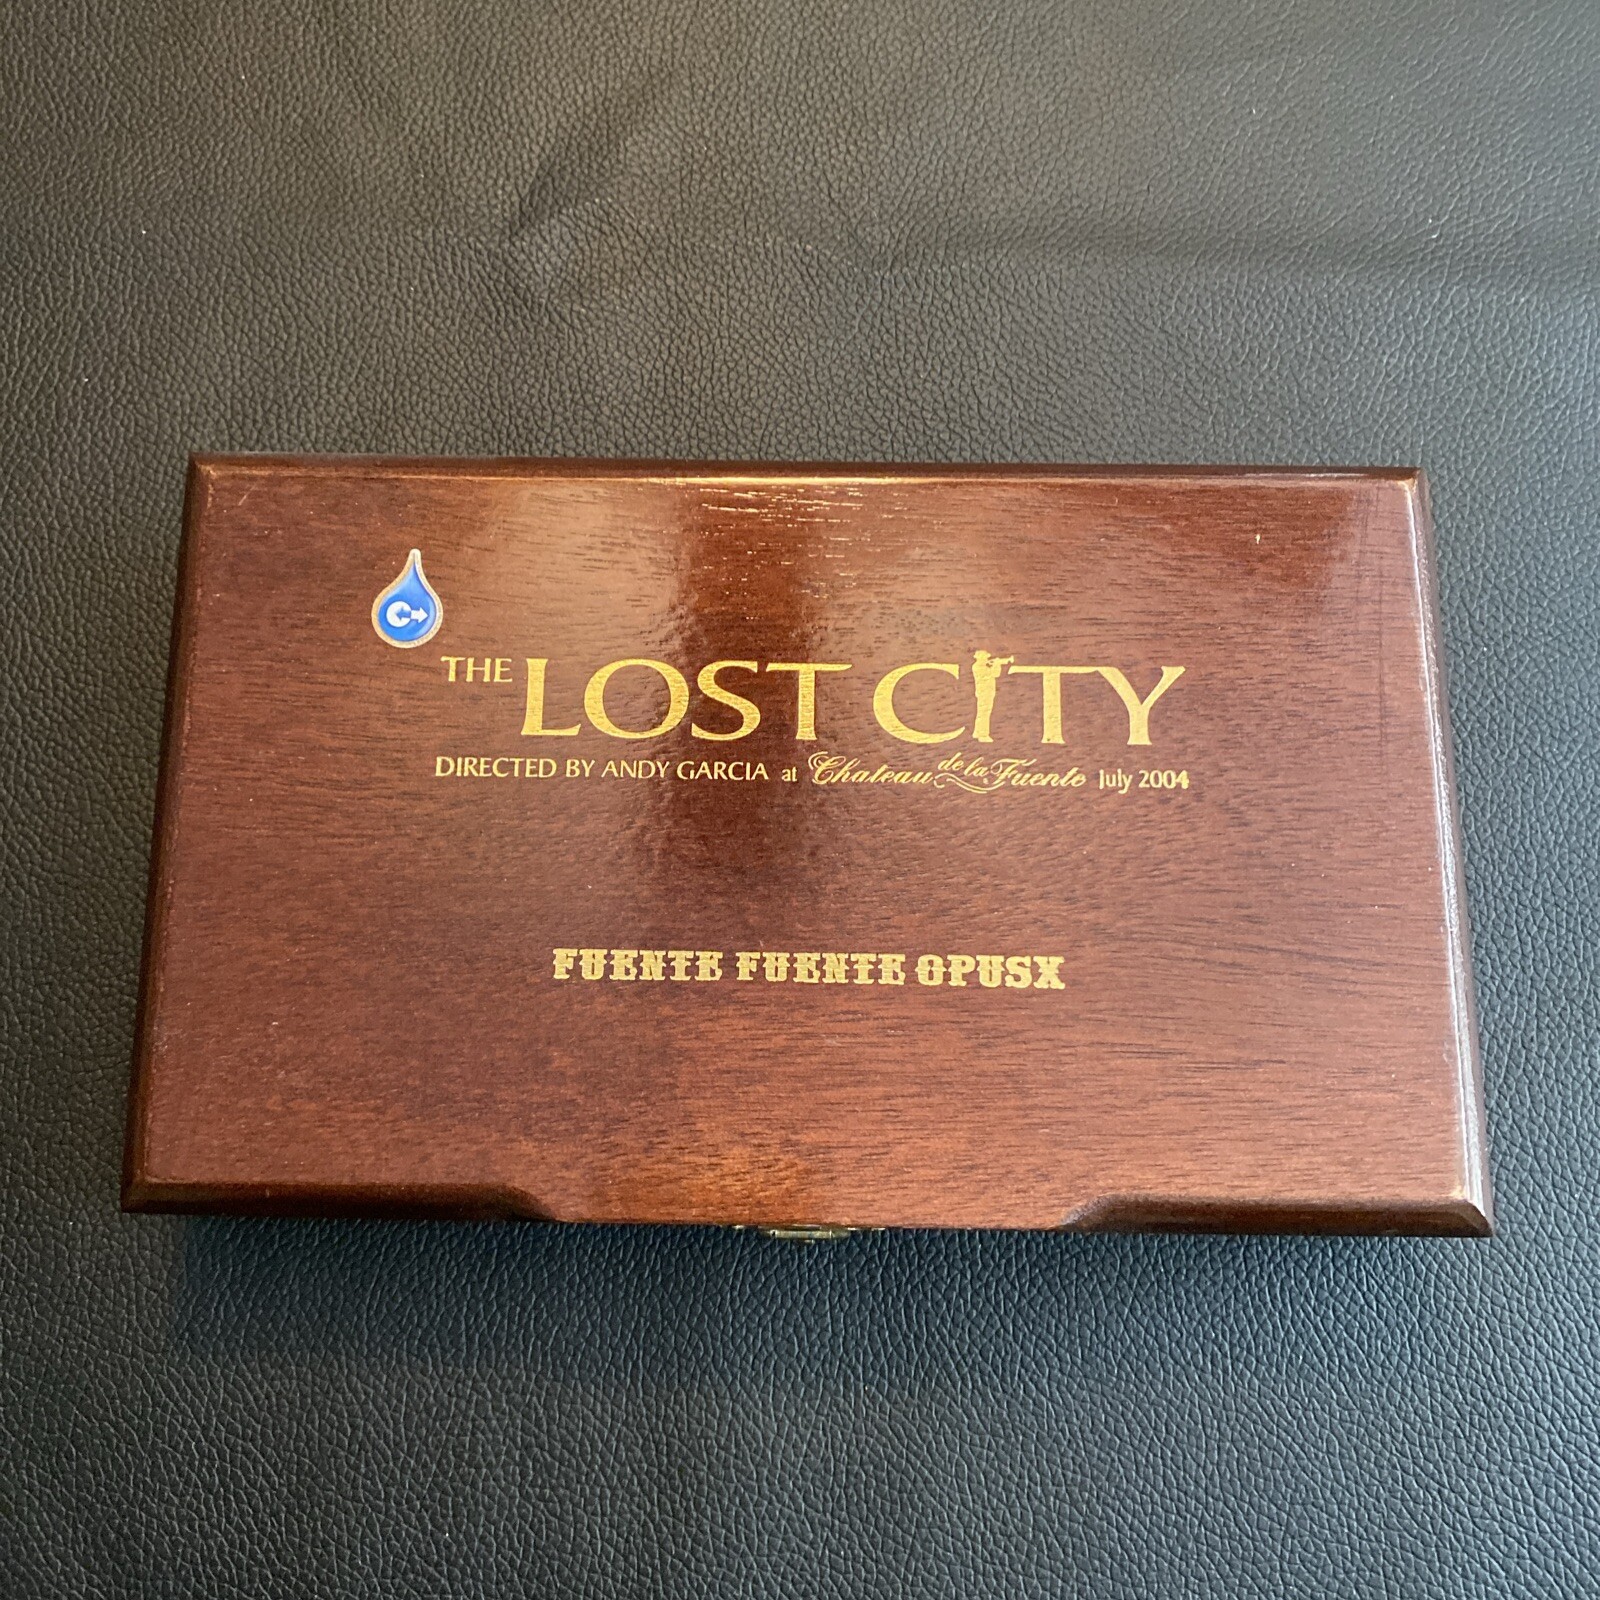 THE LOST CITY
DIRECTED BY ANDY GARCIA at Chateau de la Fuente July 2004
FUENTE FUENTE OPUSX